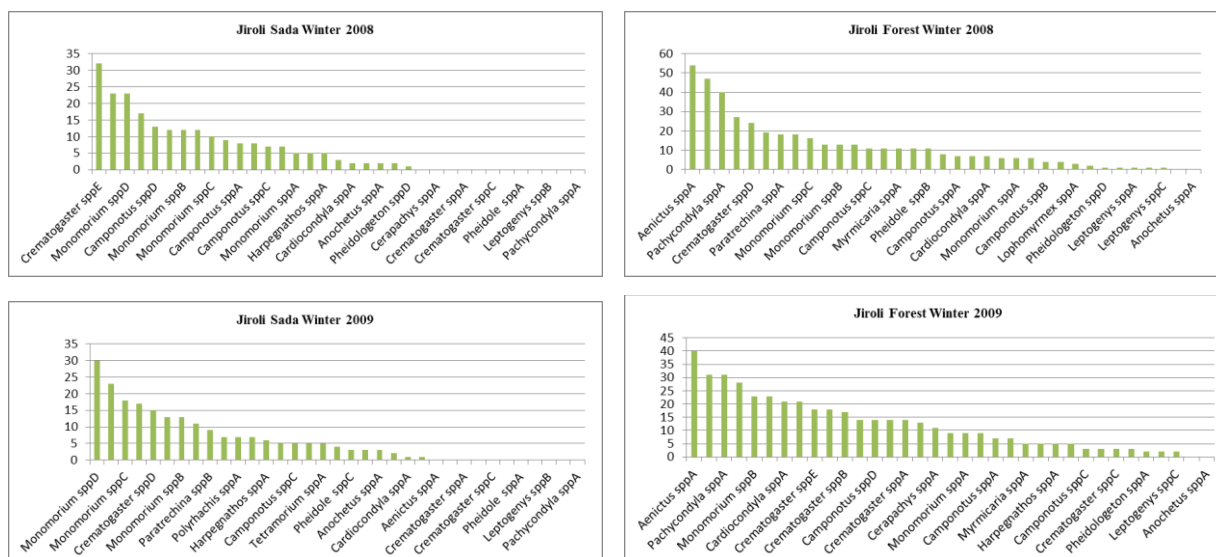 Jiroli Sada Winter 2008
35
30
25
20
15
10
5
0
Crematogaster sppE
Monomorium sppD
Camponotus sppD
Monomorium sppB
Monomorium sppC
Camponotus sppA
Camponotus sppC
Monomorium sppA
Harpegnathos sppA
Cardiocondyla sppA
Anochetus sppA
Pheidologeton sppD
Cerapachys sppA
Crematogaster sppA
Crematogaster sppC
Pheidole sppA
Leptogenys sppB
Pachycondyla sppA
Jiroli Forest Winter 2008
60
50
40
30
20
10
0
Aenictus sppA
Pachycondyla sppA
Crematogaster sppD
Paratrechina sppA
Monomorium sppC
Monomorium sppB
Camponotus sppC
Myrmicaria sppA
Pheidole sppB
Camponotus sppA
Cardiocondyla sppA
Monomorium sppA
Camponotus sppB
Lophomyrmex sppA
Pheidologeton sppD
Leptogenys sppA
Leptogenys sppC
Anochetus sppA
Jiroli Sada Winter 2009
35
30
25
20
15
10
5
0
Monomorium sppD
Monomorium sppC
Crematogaster sppD
Monomorium sppB
Paratrechina sppB
Polyrhachis sppA
Harpegnathos sppA
Camponotus sppC
Tetramorium sppA
Pheidole sppC
Anochetus sppA
Cardiocondyla sppA
Aenictus sppA
Crematogaster sppA
Crematogaster sppC
Pheidole sppA
Leptogenys sppB
Pachycondyla sppA
Jiroli Forest Winter 2009
45
40
35
30
25
20
15
10
5
0
Aenictus sppA
Pachycondyla sppA
Monomorium sppB
Cardiocondyla sppA
Crematogaster sppE
Crematogaster sppB
Camponotus sppD
Crematogaster sppA
Cerapachys sppA
Monomorium sppA
Camponotus sppA
Myrmicaria sppA
Harpegnathos sppA
Camponotus sppC
Crematogaster sppC
Pheidologeton sppA
Leptogenys sppC
Anochetus sppA